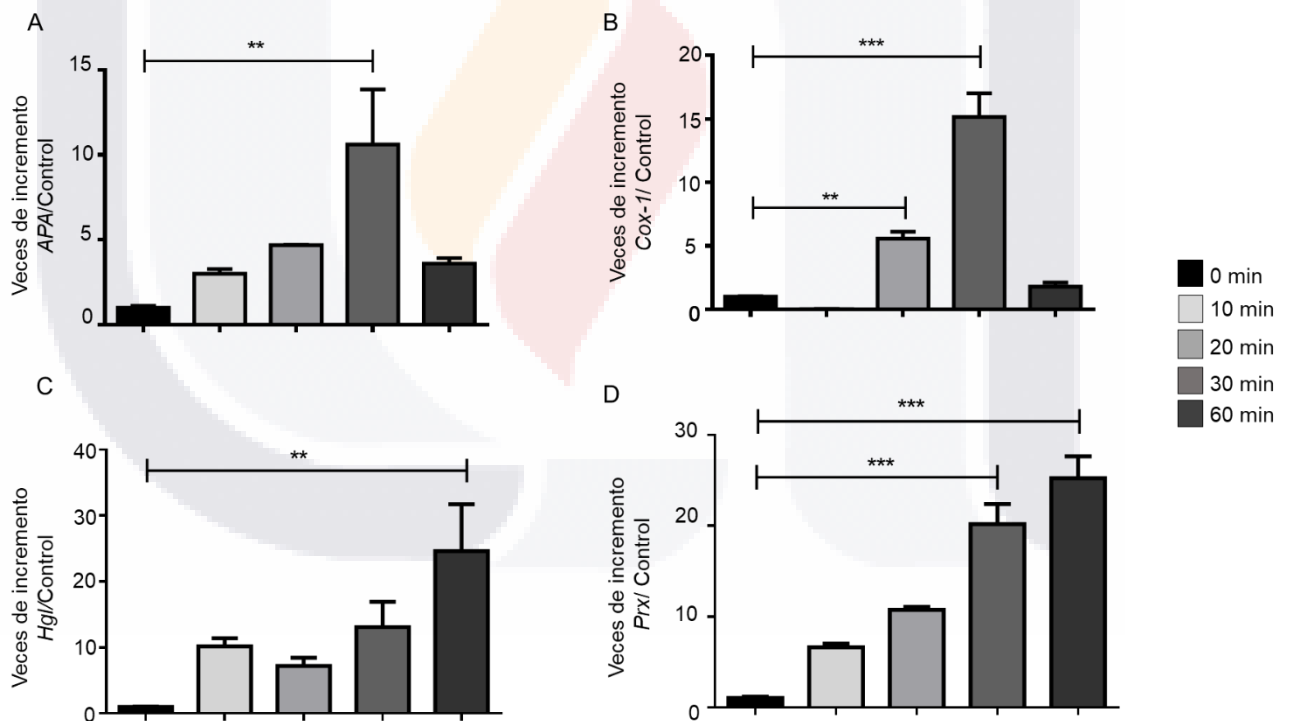 A
**
15
10
5
0
Veces de incremento
APA/Control
B
***
**
20
15
10
5
0
Veces de incremento
Cox-1/ Control
0 min
10 min
20 min
30 min
60 min
C
**
40
30
20
10
0
Veces de incremento
Hgl/Control
D
***
***
30
20
10
0
Veces de incremento
Prx/ Control